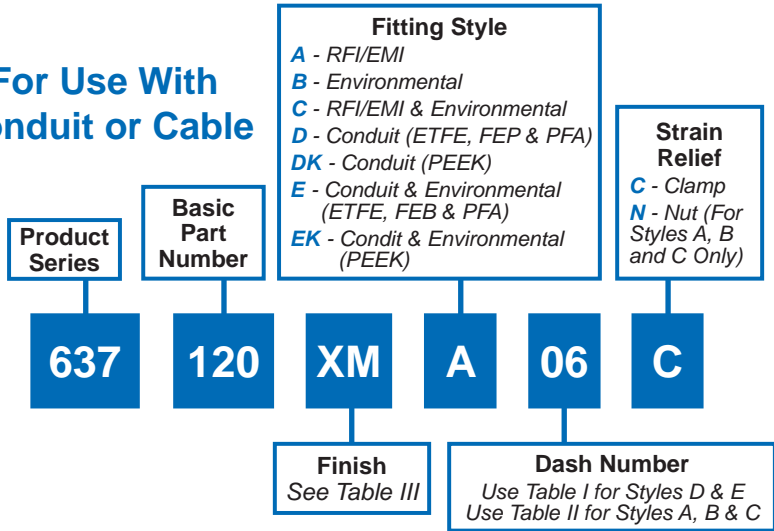 For Use With
onduit or Cable
Fitting Style
A - RFI/EMI
B - Environmental
C - RFI/EMI & Environmental
D - Conduit (ETFE, FEP & PFA)
DK - Conduit (PEEK)
E - Conduit & Environmental
(ETFE, FEB & PFA)
EK - Condit & Environmental
(PEEK)
Strain
Relief
C - Clamp
N - Nut (For
Styles A, B
and C Only)
Product
Series
Basic
Part
Number
637
120
XM
A
06
C
Finish
See Table III
Dash Number
Use Table I for Styles D & E
Use Table II for Styles A, B & C